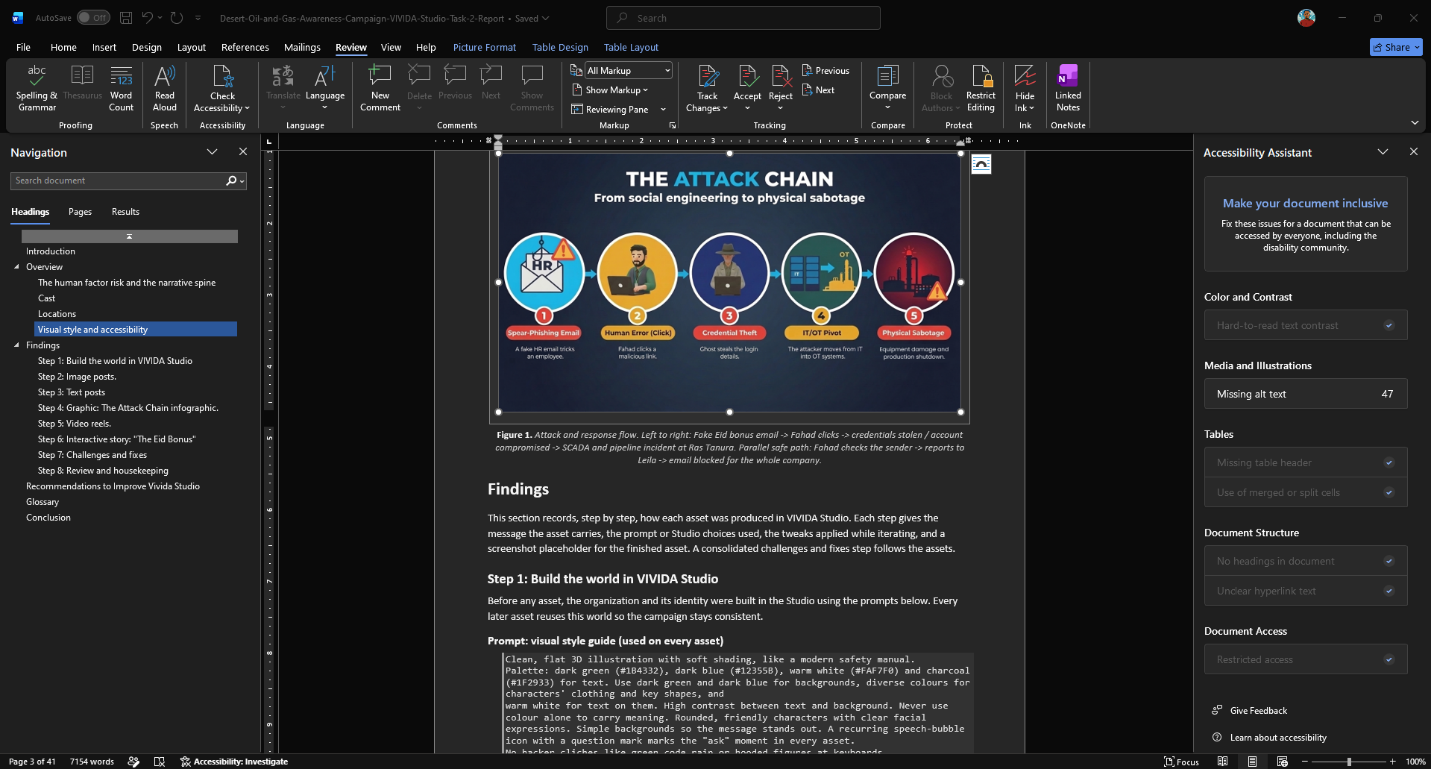 AutoSave Off
Desert-Oil-and-Gas-Awareness-Campaign-VIVIDA-Studio-Task-2-Report • Saved
Search
File Home Insert Design Layout References Mailings Review View Help Picture Format Table Design Table Layout
Share
Spelling & Grammar
Thesaurus
Word Count
Proofing
Read Aloud
Speech
Check Accessibility
Accessibility
Translate
Language
Language
New Comment
Delete
Previous
Next
Show Comments
Comments
All Markup
Show Markup
Reviewing Pane
Markup
Track Changes
Accept
Reject
Previous
Next
Tracking
Compare
Compare
Block Authors
Restrict Editing
Protect
Hide Ink
Ink
Linked Notes
OneNote
Navigation
Search document
Headings Pages Results
Introduction
Overview
The human factor risk and the narrative spine
Cast
Locations
Visual style and accessibility
Findings
Step 1: Build the world in VIVIDA Studio
Step 2: Image posts.
Step 3: Text posts
Step 4: Graphic: The Attack Chain infographic.
Step 5: Video reels.
Step 6: Interactive story: "The Eid Bonus"
Step 7: Challenges and fixes
Step 8: Review and housekeeping
Recommendations to Improve Vivida Studio
Glossary
Conclusion
THE ATTACK CHAIN
From social engineering to physical sabotage
HR
IT
OT
1 2 3 4 5
Spear-Phishing Email
Human Error (Click)
Credential Theft
IT/OT Pivot
Physical Sabotage
A fake HR email tricks
an employee.
Fahad clicks a
malicious link.
Ghost steals the login
details.
The attacker moves from IT
into OT systems.
Equipment damage and
production shutdown.
Figure 1. Attack and response flow. Left to right: Fake Eid bonus email -> Fahad clicks -> credentials stolen / account
compromised -> SCADA and pipeline incident at Ras Tanura. Parallel safe path: Fahad checks the sender -> reports to
Leila -> email blocked for the whole company.
Findings
This section records, step by step, how each asset was produced in VIVIDA Studio. Each step gives the
message the asset carries, the prompt or Studio choices used, the tweaks applied while iterating, and a
screenshot placeholder for the finished asset. A consolidated challenges and fixes step follows the assets.
Step 1: Build the world in VIVIDA Studio
Before any asset, the organization and its identity were built in the Studio using the prompts below. Every
later asset reuses this world so the campaign stays consistent.
Prompt: visual style guide (used on every asset)
Clean, flat 3D illustration with soft shading, like a modern safety manual.
Palette: dark green (#1B4332), dark blue (#12355B), warm white (#FAF7F0) and charcoal
(#1F2933) for text. Use dark green and dark blue for backgrounds, diverse colours for
characters' clothing and key shapes, and
warm white for text on them. High contrast between text and background. Never use
colour alone to carry meaning. Rounded, friendly characters with clear facial
expressions. Simple backgrounds so the message stands out. A recurring speech-bubble
icon with a question mark marks the "ask" moment in every asset.
No hacker cliches like green code rain or hooded figures at keyboards.
Accessibility Assistant
Make your document inclusive
Fix these issues for a document that can be
accessed by everyone, including the
disability community.
Color and Contrast
Hard-to-read text contrast
Media and Illustrations
Missing alt text 47
Tables
Missing table header
Use of merged or split cells
Document Structure
No headings in document
Unclear hyperlink text
Document Access
Restricted access
Give Feedback
Learn about accessibility
Page 3 of 41 7154 words Accessibility: Investigate
Focus
100%